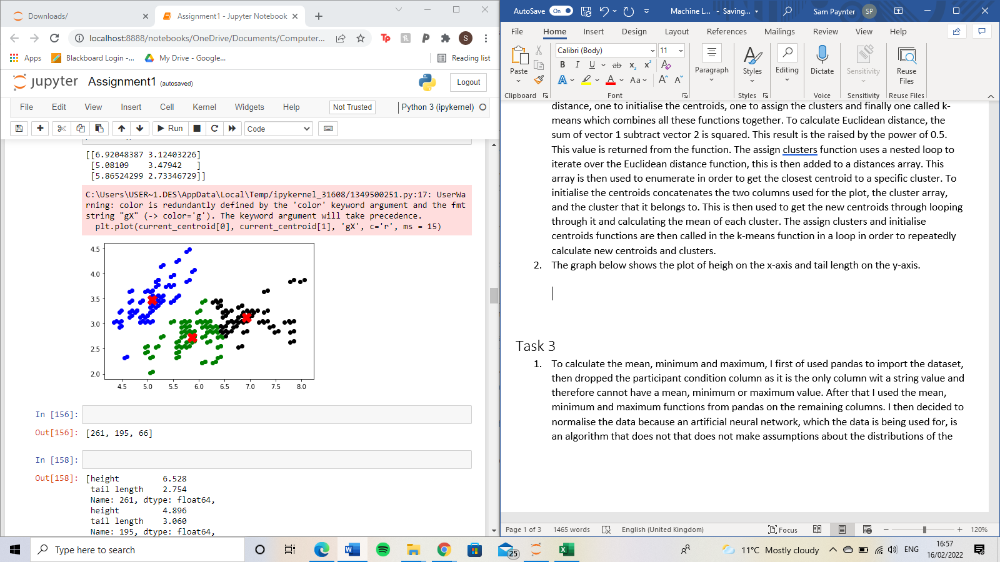 Downloads/
Assignment1 - Jupyter Notebook
localhost:8888/notebooks/OneDrive/Documents/Computer...
Apps
Blackboard Login -...
My Drive - Google...
Reading list
jupyter Assignment1 (autosaved)
Logout
File Edit View Insert Cell Kernel Widgets Help
Not Trusted
Python 3 (ipykernel)
Run
Code
[[6.92048387 3.12403226]
[5.08109 3.47942 ]
[5.86524299 2.73346729]]
C:\Users\USER~1.DES\AppData\Local\Temp/ipykernel_31608/1349500251.py:17: UserWa
rning: color is redundantly defined by the 'color' keyword argument and the fmt
string "gX" (-> color='g'). The keyword argument will take precedence.
plt.plot(current_centroid[0], current_centroid[1], 'gX', c='r', ms = 15)
4.5
4.0
3.5
3.0
2.5
2.0
4.5 5.0 5.5 6.0 6.5 7.0 7.5 8.0
In [156]:
Out[156]: [261, 195, 66]
In [158]:
Out[158]: [height 6.528
tail length 2.754
Name: 261, dtype: float64,
height 4.896
tail length 3.060
Name: 195, dtype: float64,
AutoSave On
Machine L... - Saving...
Sam Paynter SP
File Home Insert Design Layout References Mailings Review View Help
Calibri (Body) 11
B I U ab x₂ x² A
A A Aa A A
Paste
Paragraph
Styles
Editing
Dictate
Sensitivity
Reuse
Files
Clipboard Font Styles Voice Sensitivity Reuse Files
distance, one to initialise the centroids, one to assign the clusters and finally one called k-
means which combines all these functions together. To calculate Euclidean distance, the
sum of vector 1 subtract vector 2 is squared. This result is the raised by the power of 0.5.
This value is returned from the function. The assign clusters function uses a nested loop to
iterate over the Euclidean distance function, this is then added to a distances array. This
array is then used to enumerate in order to get the closest centroid to a specific cluster. To
initialise the centroids concatenates the two columns used for the plot, the cluster array,
and the cluster that it belongs to. This is then used to get the new centroids through looping
through it and calculating the mean of each cluster. The assign clusters and initialise
centroids functions are then called in the k-means function in a loop in order to repeatedly
calculate new centroids and clusters.
2. The graph below shows the plot of heigh on the x-axis and tail length on the y-axis.
Task 3
1. To calculate the mean, minimum and maximum, I first of used pandas to import the dataset,
then dropped the participant condition column as it is the only column wit a string value and
therefore cannot have a mean, minimum or maximum value. After that I used the mean,
minimum and maximum functions from pandas on the remaining columns. I then decided to
normalise the data because an artificial neural network, which the data is being used for, is
an algorithm that does not that does not make assumptions about the distributions of the
Page 1 of 3
1465 words
English (United Kingdom)
Focus
120%
Type here to search
25
11°C Mostly cloudy
ENG
16:57
16/02/2022